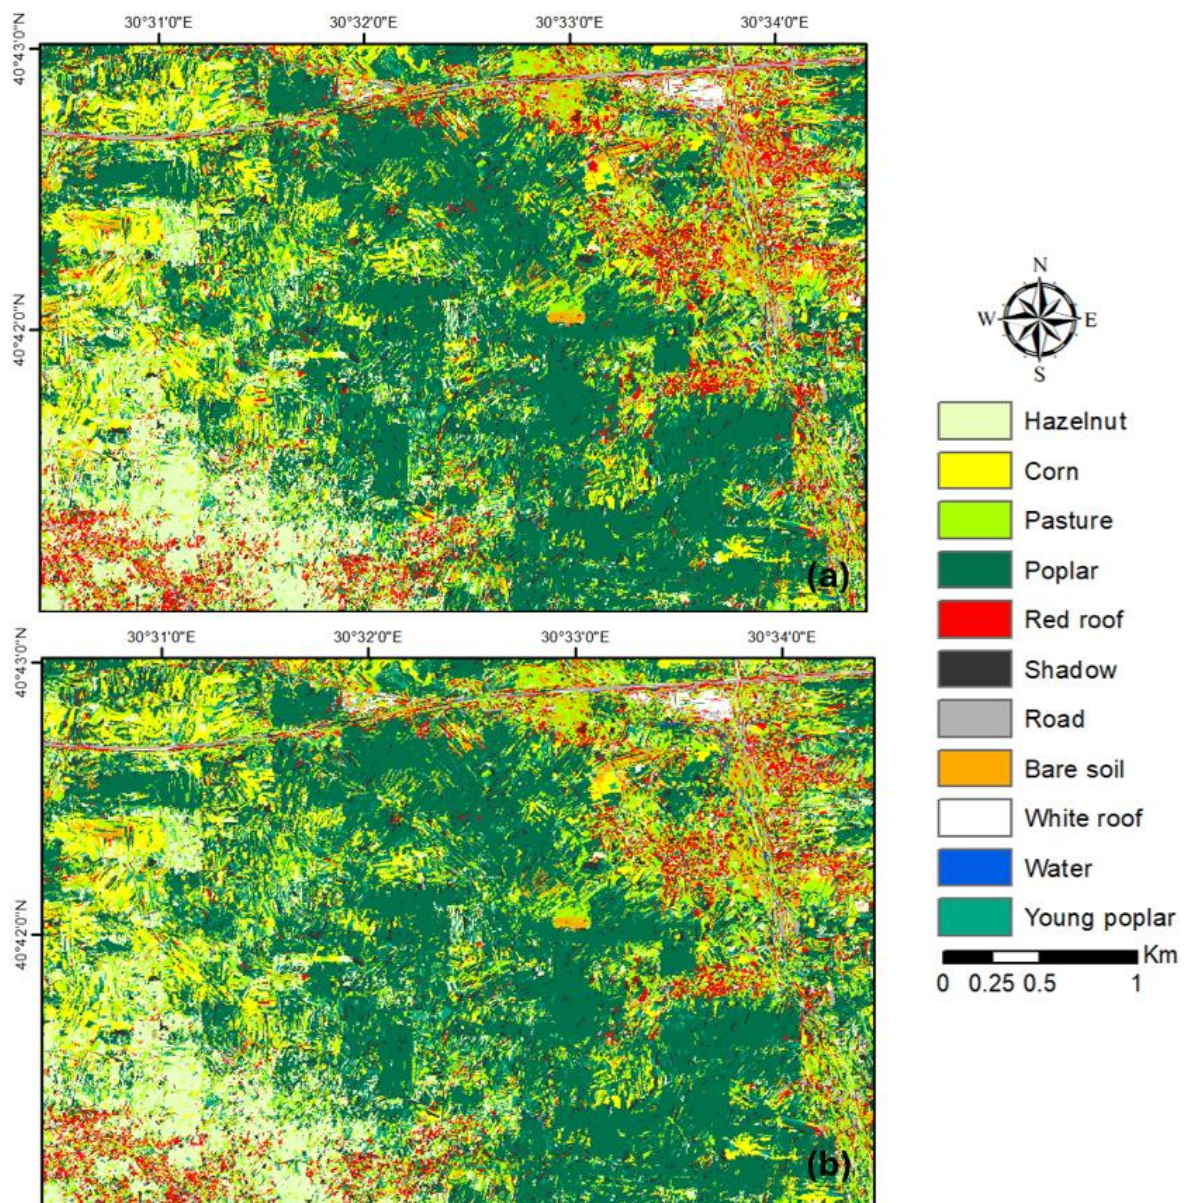 30°31'0"E 30°32'0"E 30°33'0"E 30°34'0"E
40°43'0"N
40°42'0"N
(a)
30°31'0"E 30°32'0"E 30°33'0"E 30°34'0"E
40°43'0"N
40°42'0"N
(b)
N
W E
S
Hazelnut
Corn
Pasture
Poplar
Red roof
Shadow
Road
Bare soil
White roof
Water
Young poplar
Km
0 0.25 0.5 1